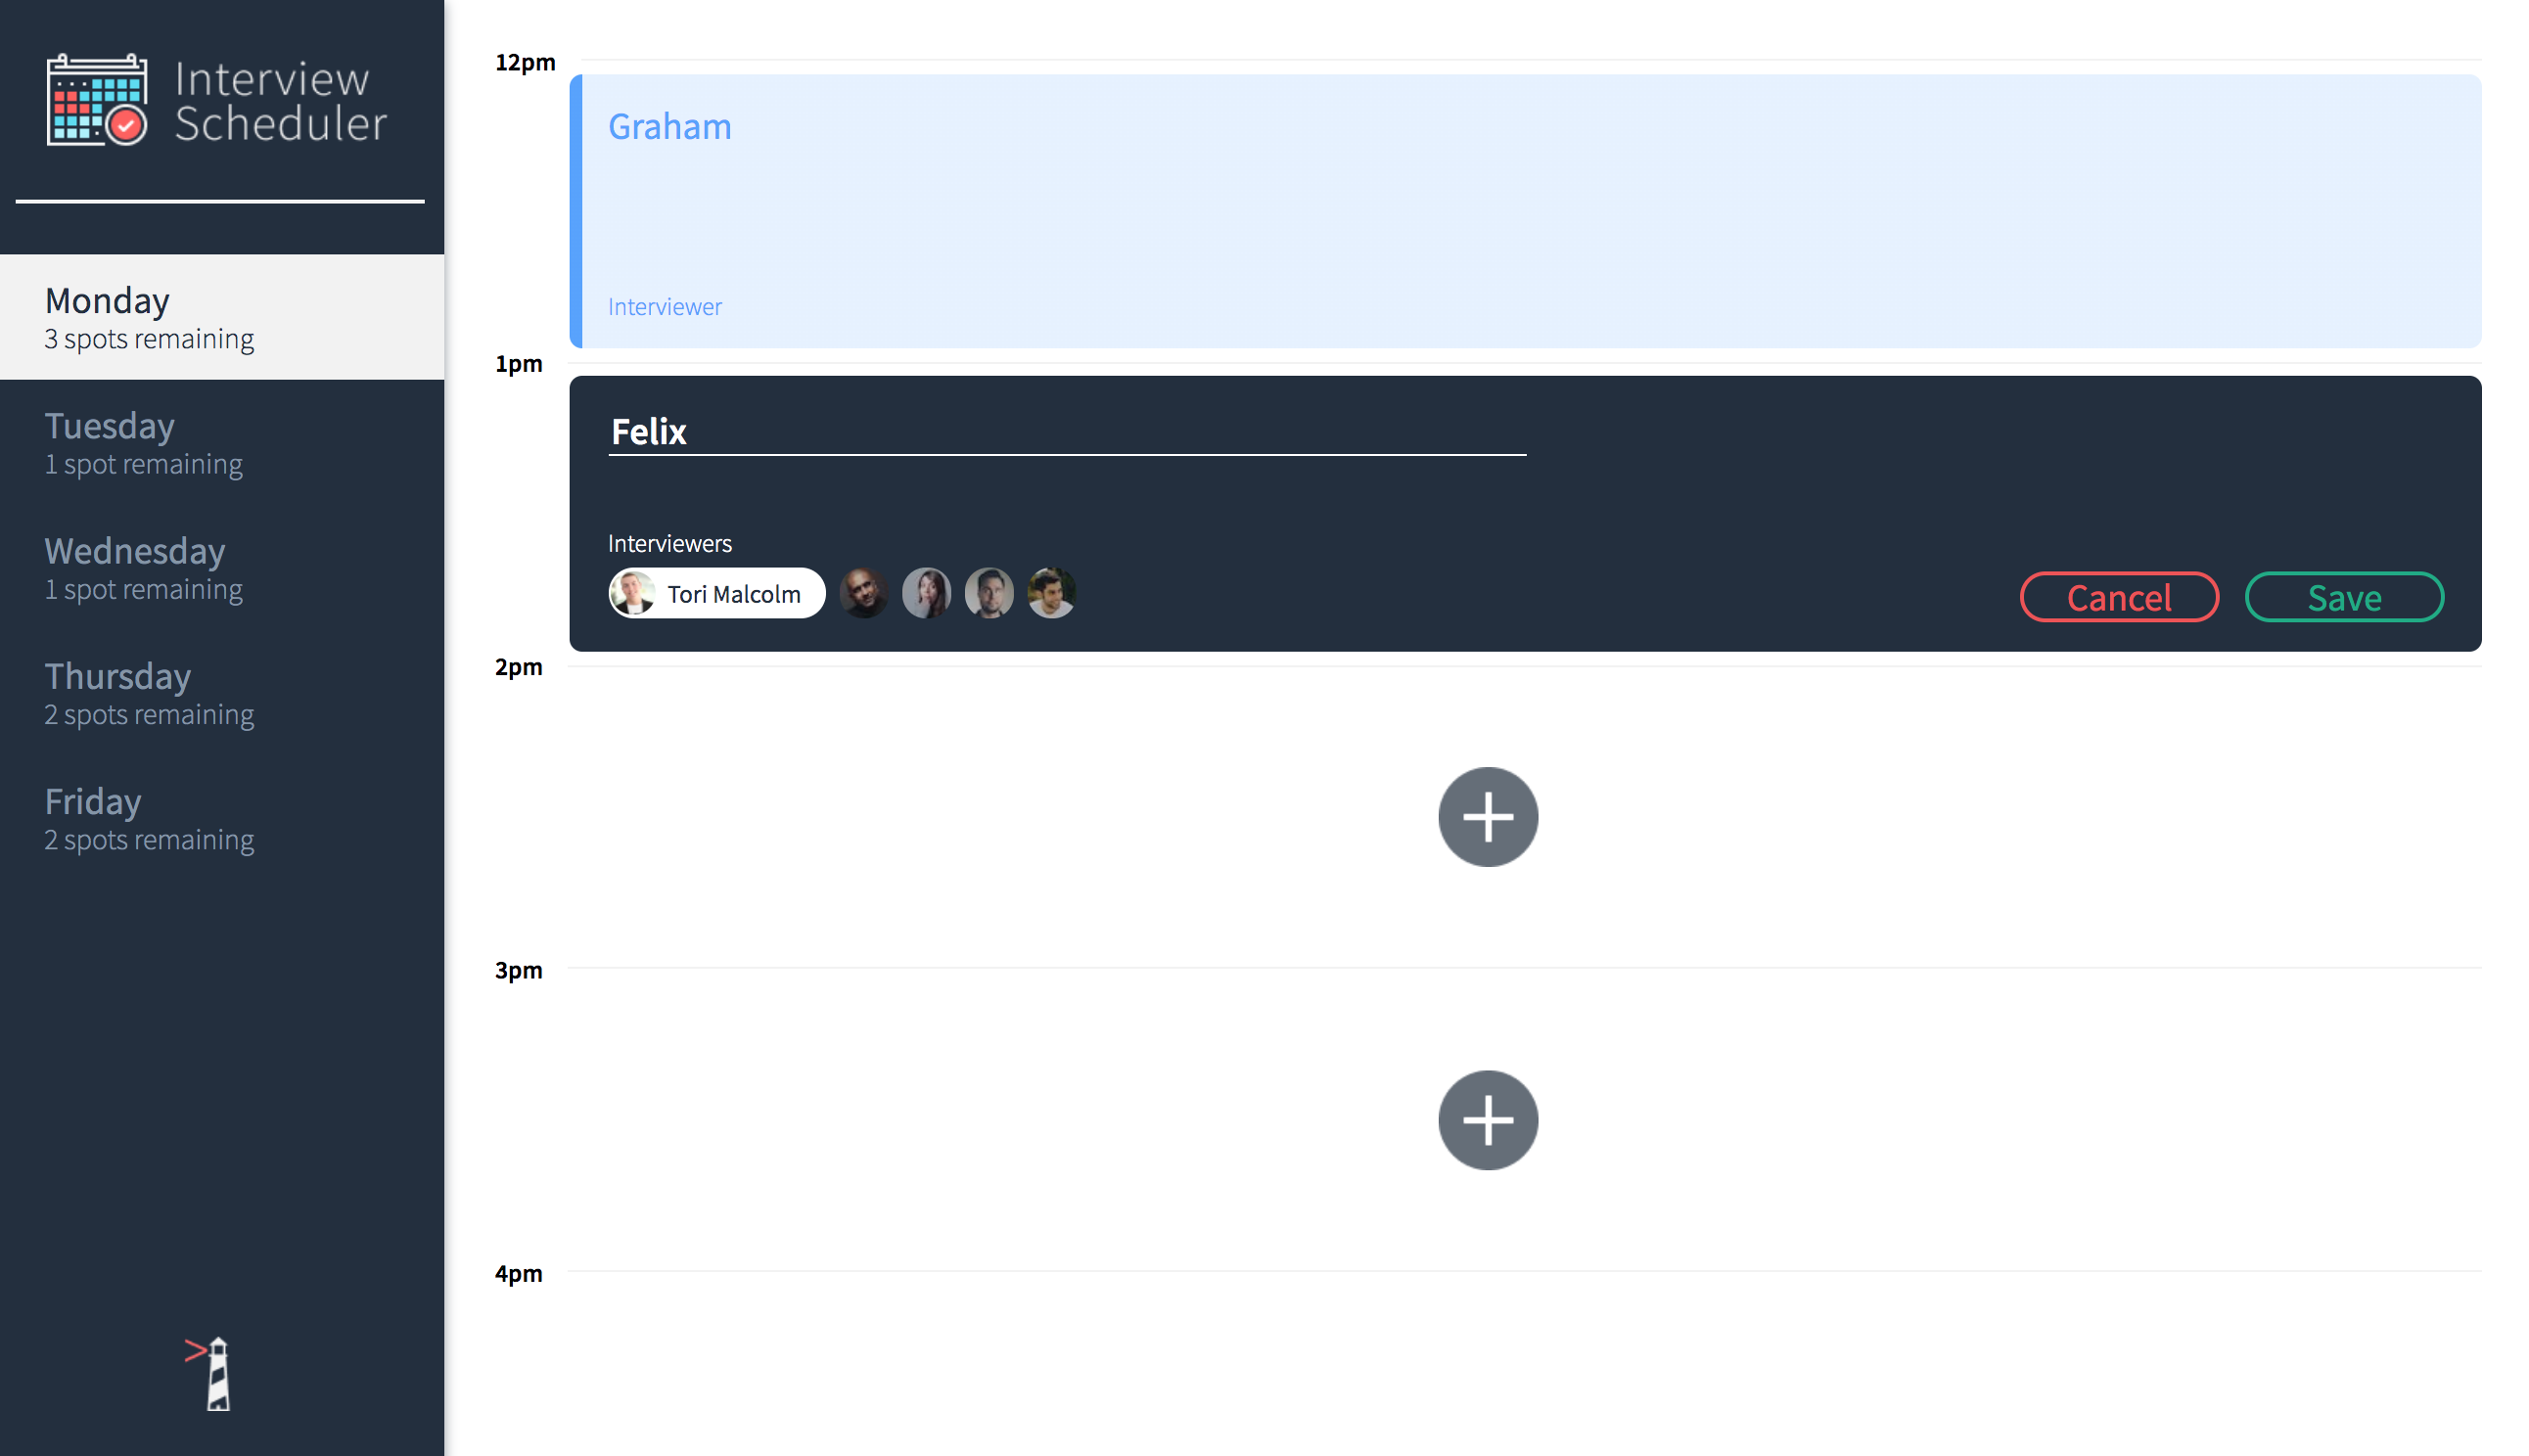 Interview
Scheduler
Monday
3 spots remaining
Tuesday
1 spot remaining
Wednesday
1 spot remaining
Thursday
2 spots remaining
Friday
2 spots remaining
12pm
Graham
Interviewer
1pm
Felix
Interviewers
Tori Malcolm
Cancel
Save
2pm
3pm
4pm